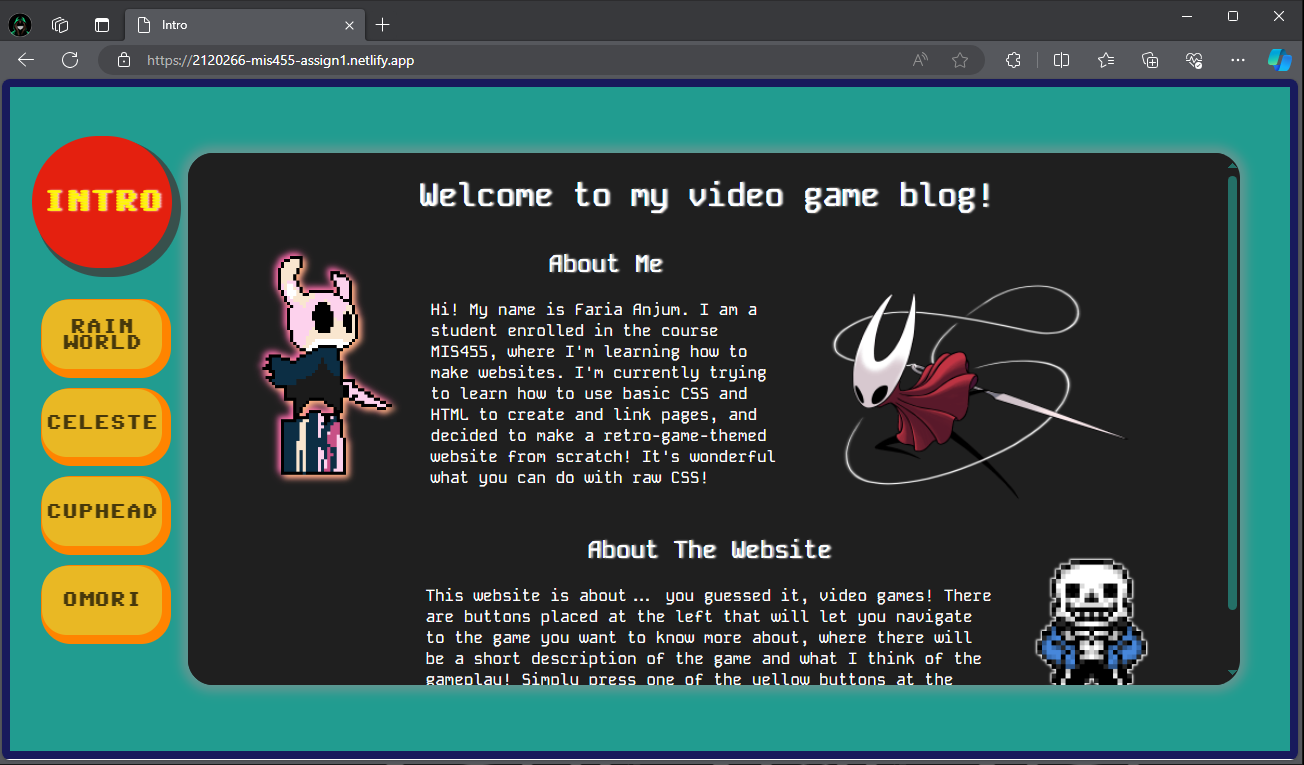 Intro
https://2120266-mis455-assign1.netlify.app
INTRO
RAIN
WORLD
CELESTE
CUPHEAD
OMORI
Welcome to my video game blog!
About Me
Hi! My name is Faria Anjum. I am a
student enrolled in the course
MIS455, where I'm learning how to
make websites. I'm currently trying
to learn how to use basic CSS and
HTML to create and link pages, and
decided to make a retro-game-themed
website from scratch! It's wonderful
what you can do with raw CSS!
About The Website
This website is about... you guessed it, video games! There
are buttons placed at the left that will let you navigate
to the game you want to know more about, where there will
be a short description of the game and what I think of the
gameplay! Simply press one of the yellow buttons at the